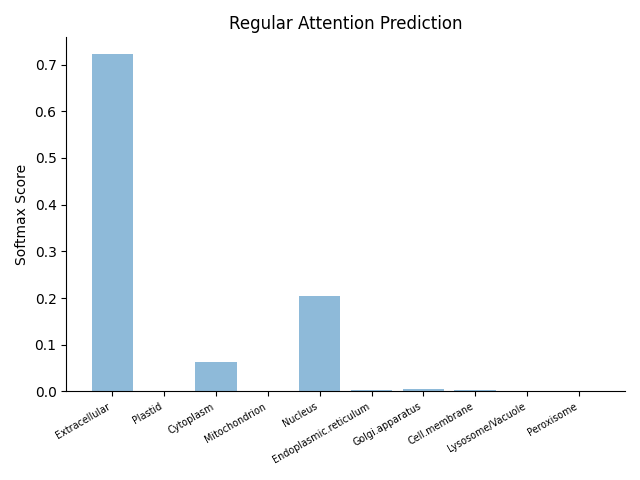 Regular Attention Prediction
Softmax Score
0.7
0.6
0.5
0.4
0.3
0.2
0.1
0.0
Extracellular
Plastid
Cytoplasm
Mitochondrion
Nucleus
Endoplasmic.reticulum
Golgi.apparatus
Cell.membrane
Lysosome/Vacuole
Peroxisome